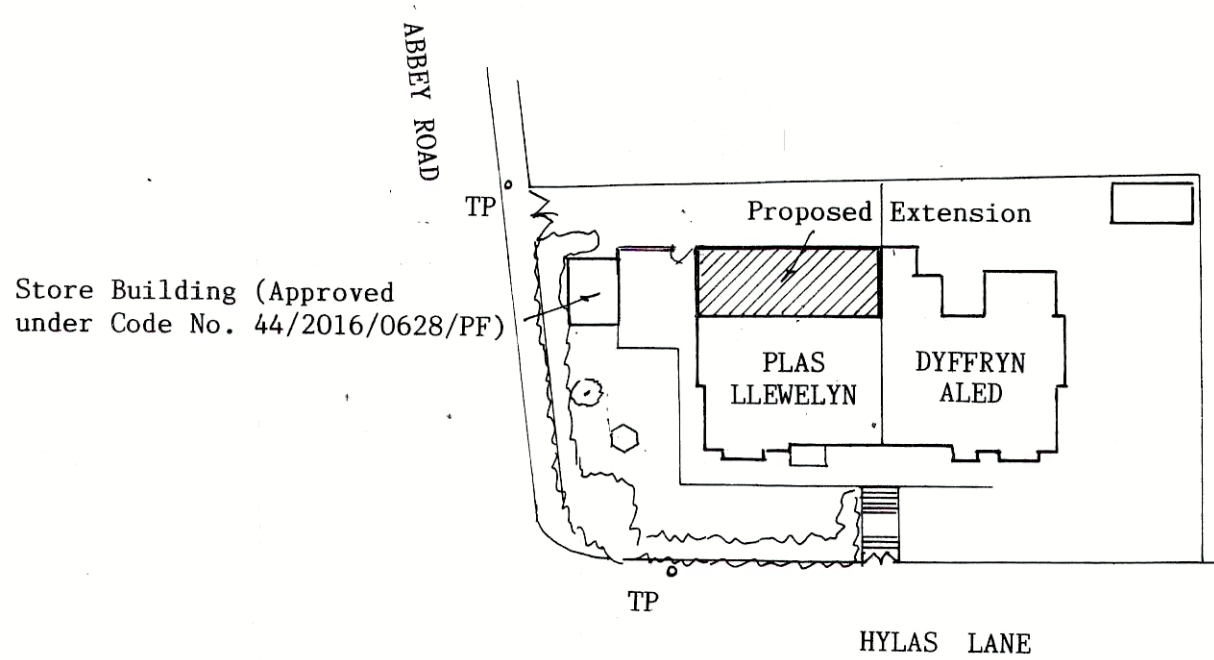 ABBEY ROAD
TP
Proposed Extension
Store Building (Approved
under Code No. 44/2016/0628/PF)
PLAS
LLEWELYN
DYFFRYN
ALED
TP
HYLAS LANE